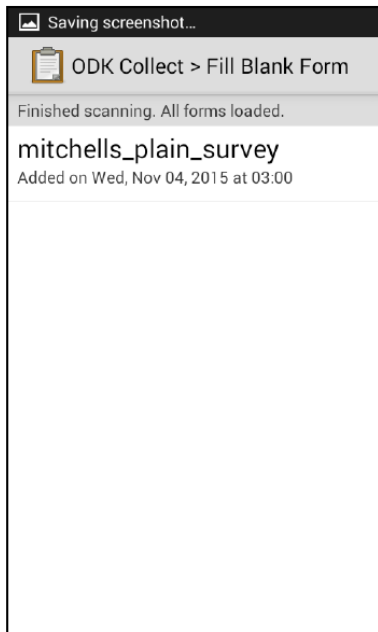 Saving screenshot...
ODK Collect > Fill Blank Form
Finished scanning. All forms loaded.
mitchells_plain_survey
Added on Wed, Nov 04, 2015 at 03:00